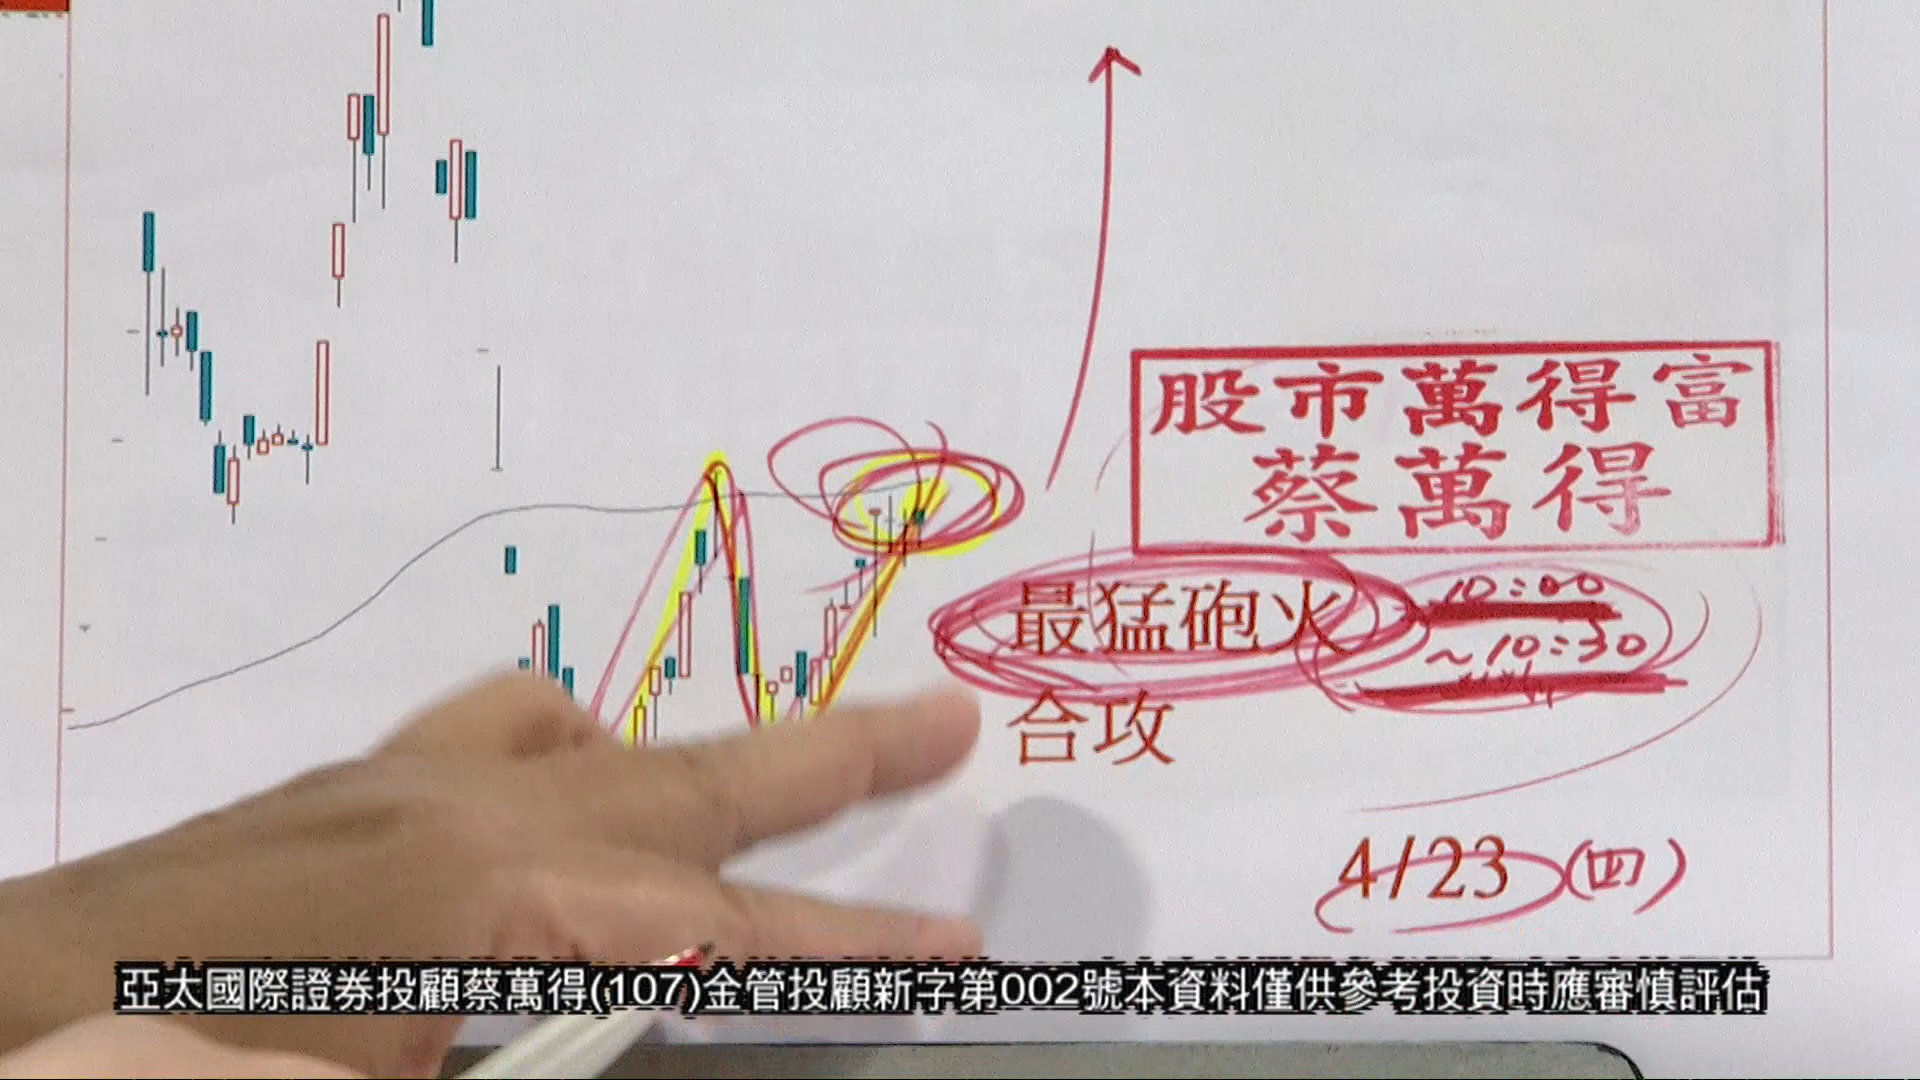 股市萬得富
蔡萬得
最猛砲火
10:00
~10:30
合攻
4/23(四)
亞太國際證券投顧蔡萬得(107)金管投顧新字第002號本資料僅供參考投資時應審慎評估